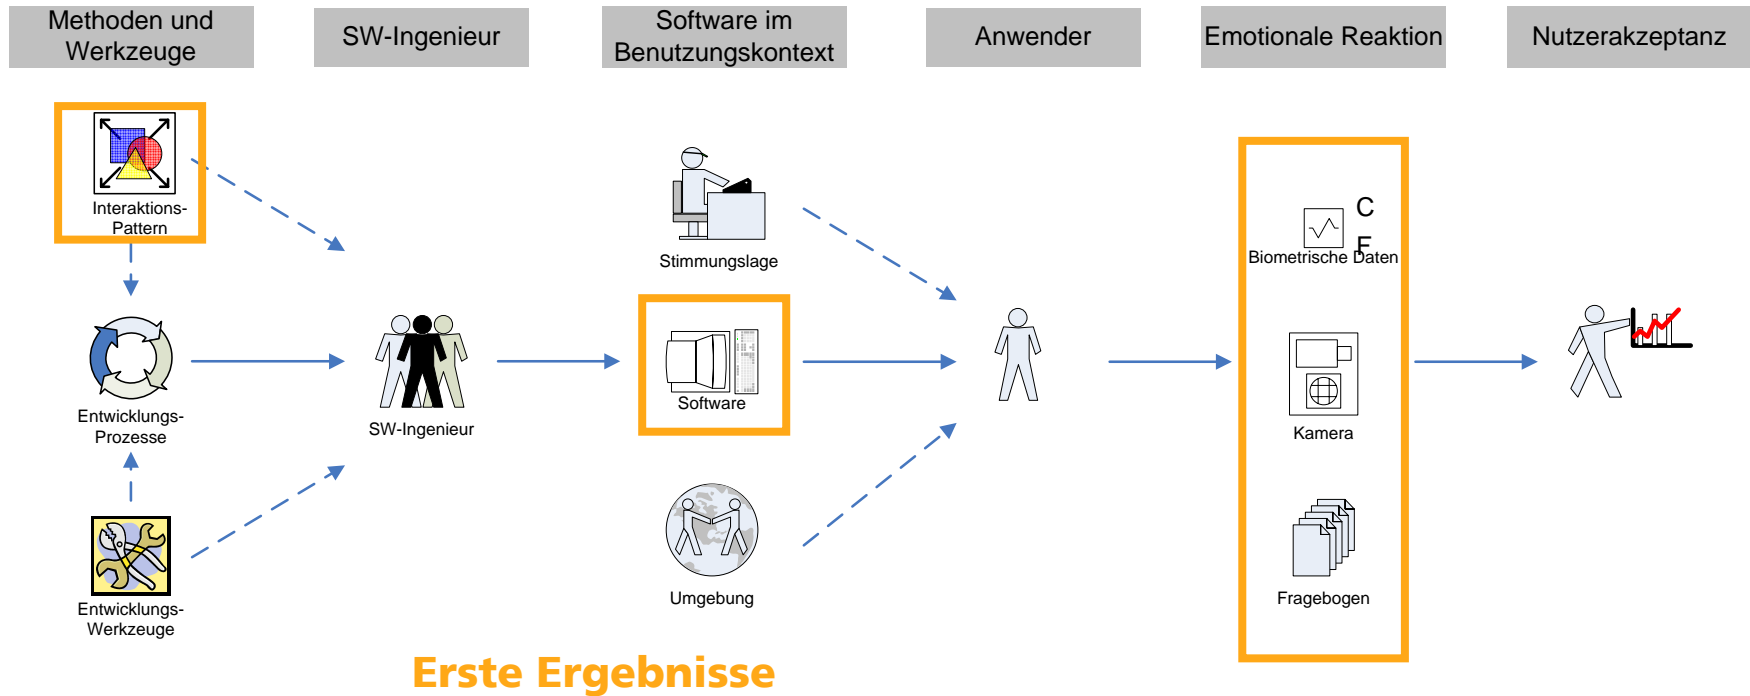 Methoden und
Werkzeuge
SW-Ingenieur
Software im
Benutzungskontext
Anwender
Emotionale Reaktion
Nutzerakzeptanz
Interaktions-
Pattern
Entwicklungs-
Prozesse
Entwicklungs-
Werkzeuge
SW-Ingenieur
Stimmungslage
Software
Umgebung
C
Biometrische Daten
Kamera
Fragebogen
Erste Ergebnisse